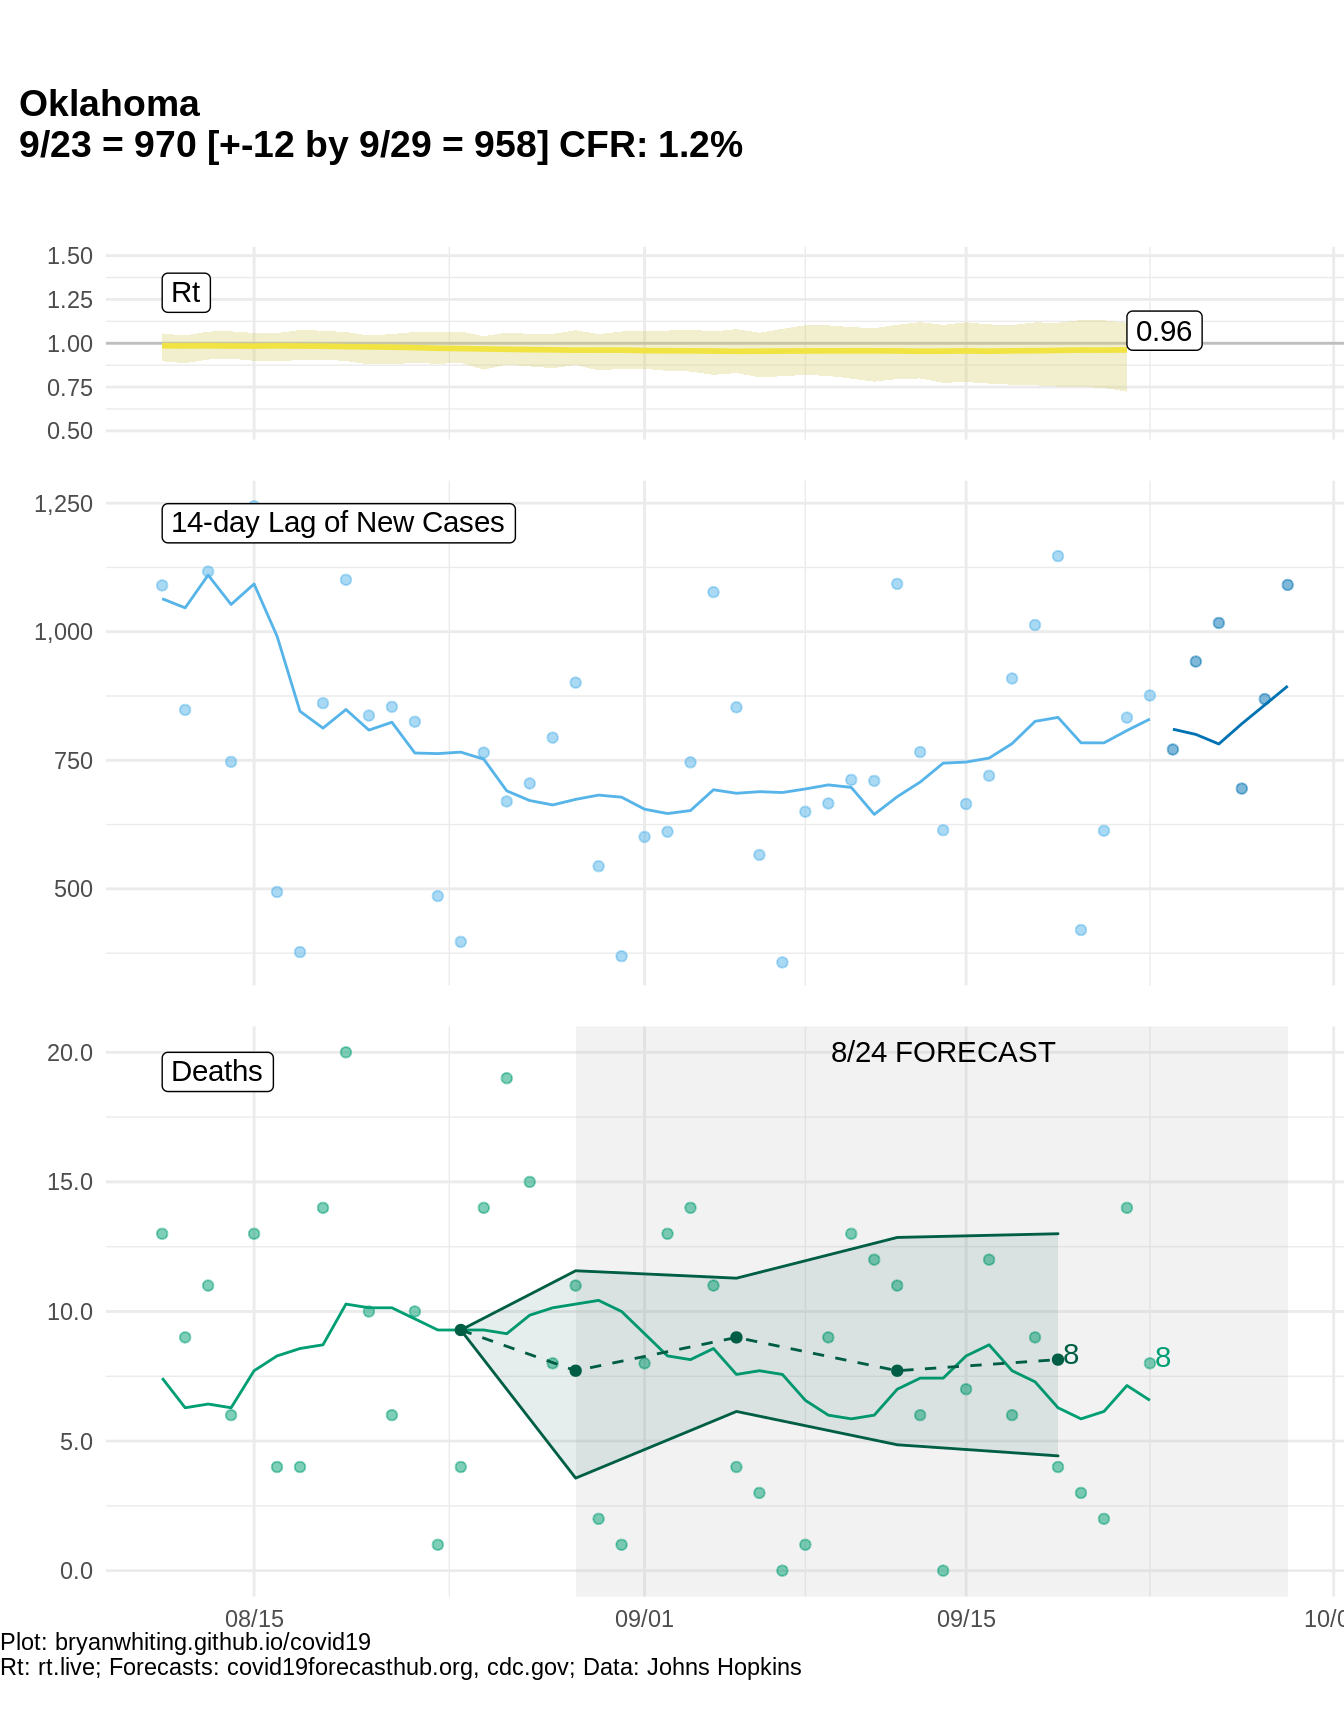 Oklahoma
9/23 = 970 [+-12 by 9/29 = 958] CFR: 1.2%
1.50
Rt
1.25
0.96
1.00
0.75
0.50
1,250
14-day Lag of New Cases
1,000
750
500
20.0
8/24 FORECAST
Deaths
15.0
10.0
8
8
5.0
0.0
08/15 09/01 09/15 10/0
Plot: bryanwhiting.github.io/covid19
Rt: rt.live; Forecasts: covid19forecasthub.org, cdc.gov; Data: Johns Hopkins